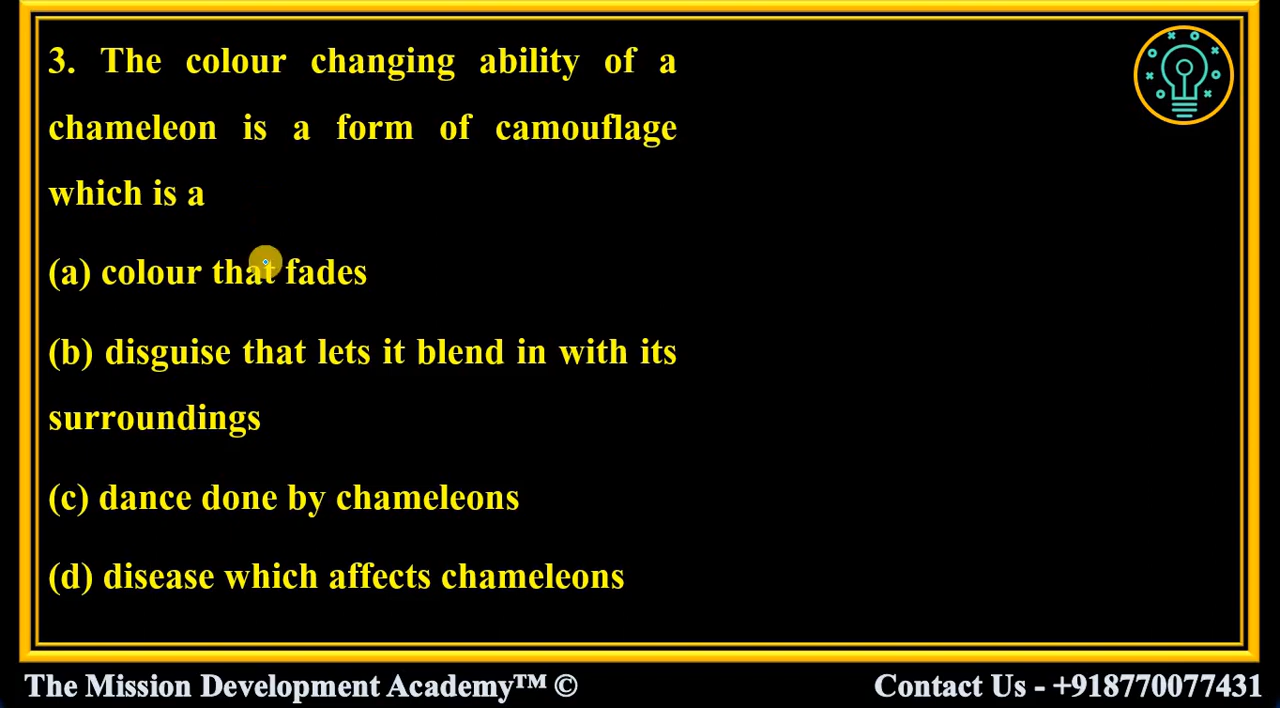 3. The colour changing ability of a
chameleon is a form of camouflage
which is a
(a) colour that fades
(b) disguise that lets it blend in with its
surroundings
(c) dance done by chameleons
(d) disease which affects chameleons
The Mission Development Academy™ ©
Contact Us - +918770077431